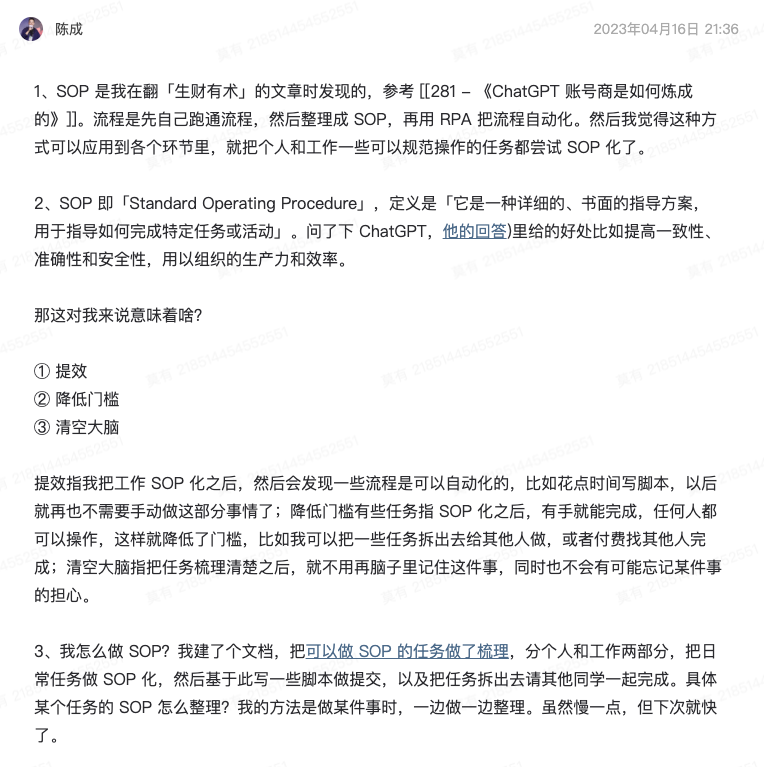 陈成
2023年04月16日 21:36
1、SOP 是我在翻「生财有术」的文章时发现的，参考 [[281 – 《ChatGPT 账号商是如何炼成
的》]]。流程是先自己跑通流程，然后整理成 SOP，再用 RPA 把流程自动化。然后我觉得这种方
式可以应用到各个环节里，就把个人和工作一些可以规范操作的任务都尝试 SOP 化了。
2、SOP 即「Standard Operating Procedure」，定义是「它是一种详细的、书面的指导方案，
用于指导如何完成特定任务或活动」。问了下 ChatGPT，他的回答)里给的好处比如提高一致性、
准确性和安全性，用以组织的生产力和效率。
那这对我来说意味着啥？
① 提效
② 降低门槛
③ 清空大脑
提效指我把工作 SOP 化之后，然后会发现一些流程是可以自动化的，比如花点时间写脚本，以后
就再也不需要手动做这部分事情了；降低门槛有些任务指 SOP 化之后，有手就能完成，任何人都
可以操作，这样就降低了门槛，比如我可以把一些任务拆出去给其他人做，或者付费找其他人完
成；清空大脑指把任务梳理清楚之后，就不用再脑子里记住这件事，同时也不会有可能忘记某件事
的担心。
3、我怎么做 SOP？我建了个文档，把可以做 SOP 的任务做了梳理，分个人和工作两部分，把日
常任务做 SOP 化，然后基于此写一些脚本做提交，以及把任务拆出去请其他同学一起完成。具体
某个任务的 SOP 怎么整理？我的方法是做某件事时，一边做一边整理。虽然慢一点，但下次就快
了。